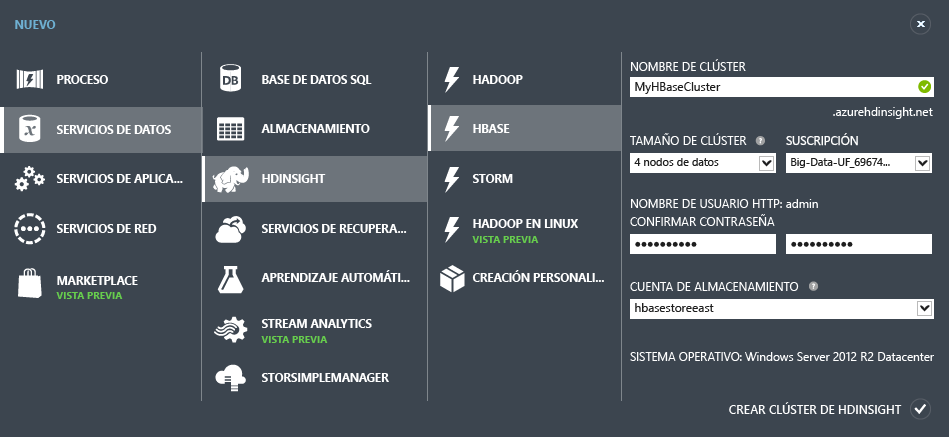 NUEVO
PROCESO
SERVICIOS DE DATOS
SERVICIOS DE APLICA...
SERVICIOS DE RED
MARKETPLACE
VISTA PREVIA
DB
BASE DE DATOS SQL
ALMACENAMIENTO
HDINSIGHT
SERVICIOS DE RECUPERA...
APRENDIZAJE AUTOMÁTI...
STREAM ANALYTICS
VISTA PREVIA
STORSIMPLEMANAGER
HADOOP
HBASE
STORM
HADOOP EN LINUX
VISTA PREVIA
CREACIÓN PERSONALI...
NOMBRE DE CLÚSTER
MyHBaseCluster
.azurehdinsight.net
TAMAÑO DE CLÚSTER ? SUSCRIPCIÓN
4 nodos de datos Big-Data-UF_69674...
NOMBRE DE USUARIO HTTP: admin
CONFIRMAR CONTRASEÑA
●●●●●●●●●● ●●●●●●●●●●
CUENTA DE ALMACENAMIENTO ?
hbasestoreeast
SISTEMA OPERATIVO: Windows Server 2012 R2 Datacenter
CREAR CLÚSTER DE HDINSIGHT